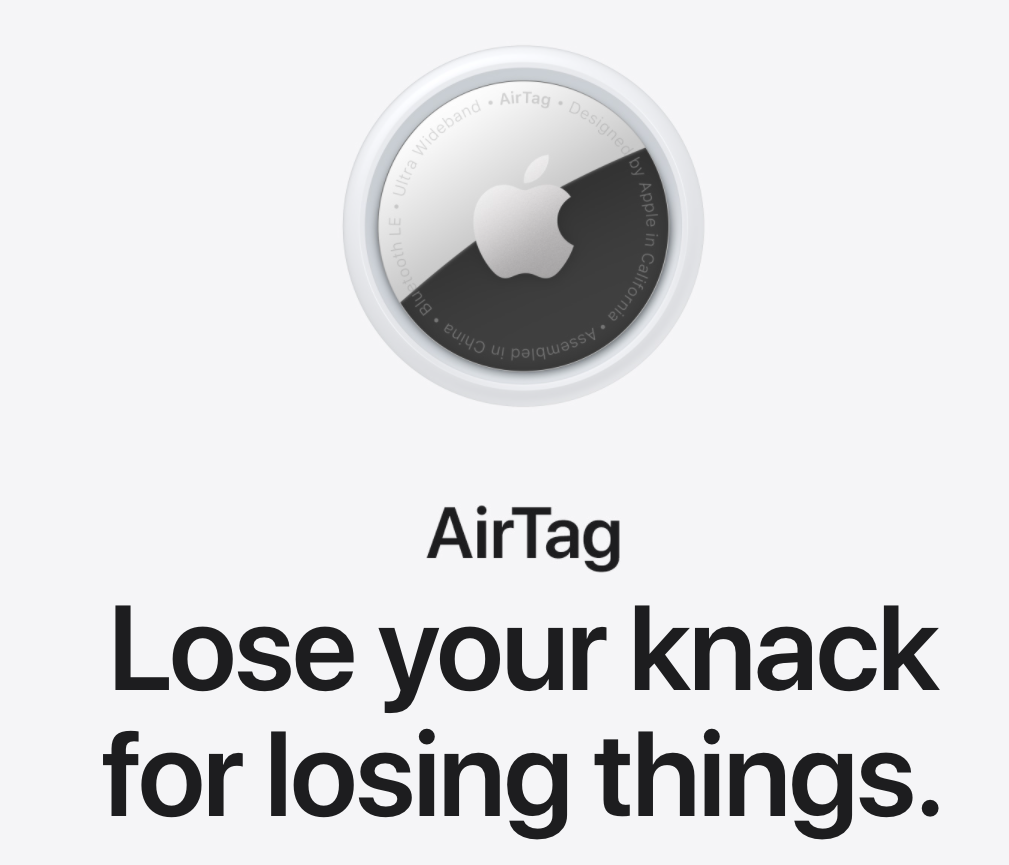 AirTag • Designed by Apple in California • Assembled in China • Bluetooth LE • Ultra Wideband •
AirTag
Lose your knack
for losing things.